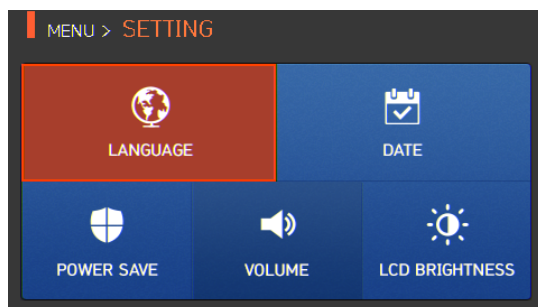 MENU > SETTING
LANGUAGE
DATE
POWER SAVE
VOLUME
LCD BRIGHTNESS